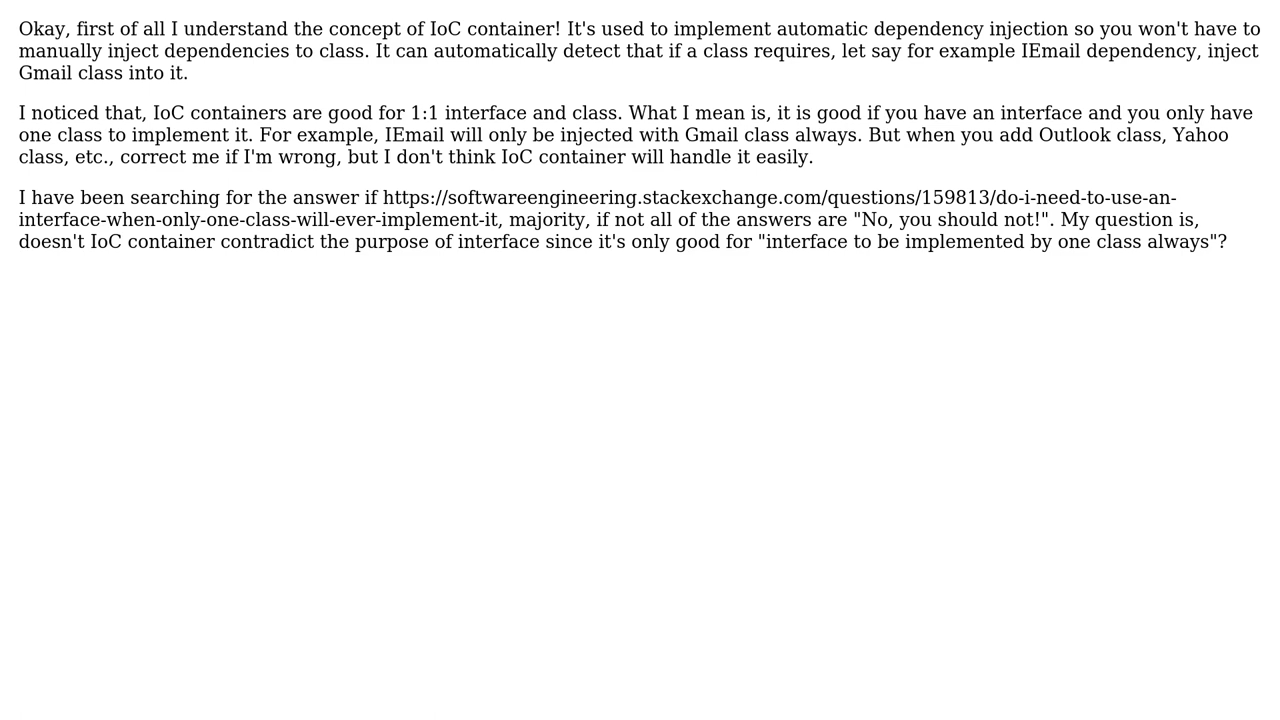 Okay, first of all I understand the concept of IoC container! It's used to implement automatic dependency injection so you won't have to
manually inject dependencies to class. It can automatically detect that if a class requires, let say for example IEmail dependency, inject
Gmail class into it.
I noticed that, IoC containers are good for 1:1 interface and class. What I mean is, it is good if you have an interface and you only have
one class to implement it. For example, IEmail will only be injected with Gmail class always. But when you add Outlook class, Yahoo
class, etc., correct me if I'm wrong, but I don't think IoC container will handle it easily.
I have been searching for the answer if https://softwareengineering.stackexchange.com/questions/159813/do-i-need-to-use-an-
interface-when-only-one-class-will-ever-implement-it, majority, if not all of the answers are "No, you should not!". My question is,
doesn't IoC container contradict the purpose of interface since it's only good for "interface to be implemented by one class always"?